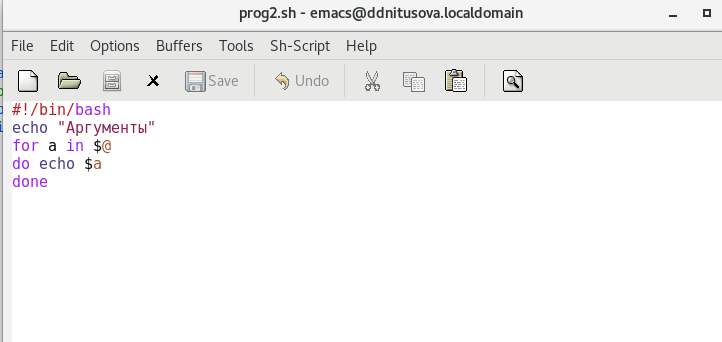 prog2.sh - emacs@ddnitusova.localdomain
File Edit Options Buffers Tools Sh-Script Help
Save Undo
#!/bin/bash
echo "Аргументы"
for a in $@
do echo $a
done